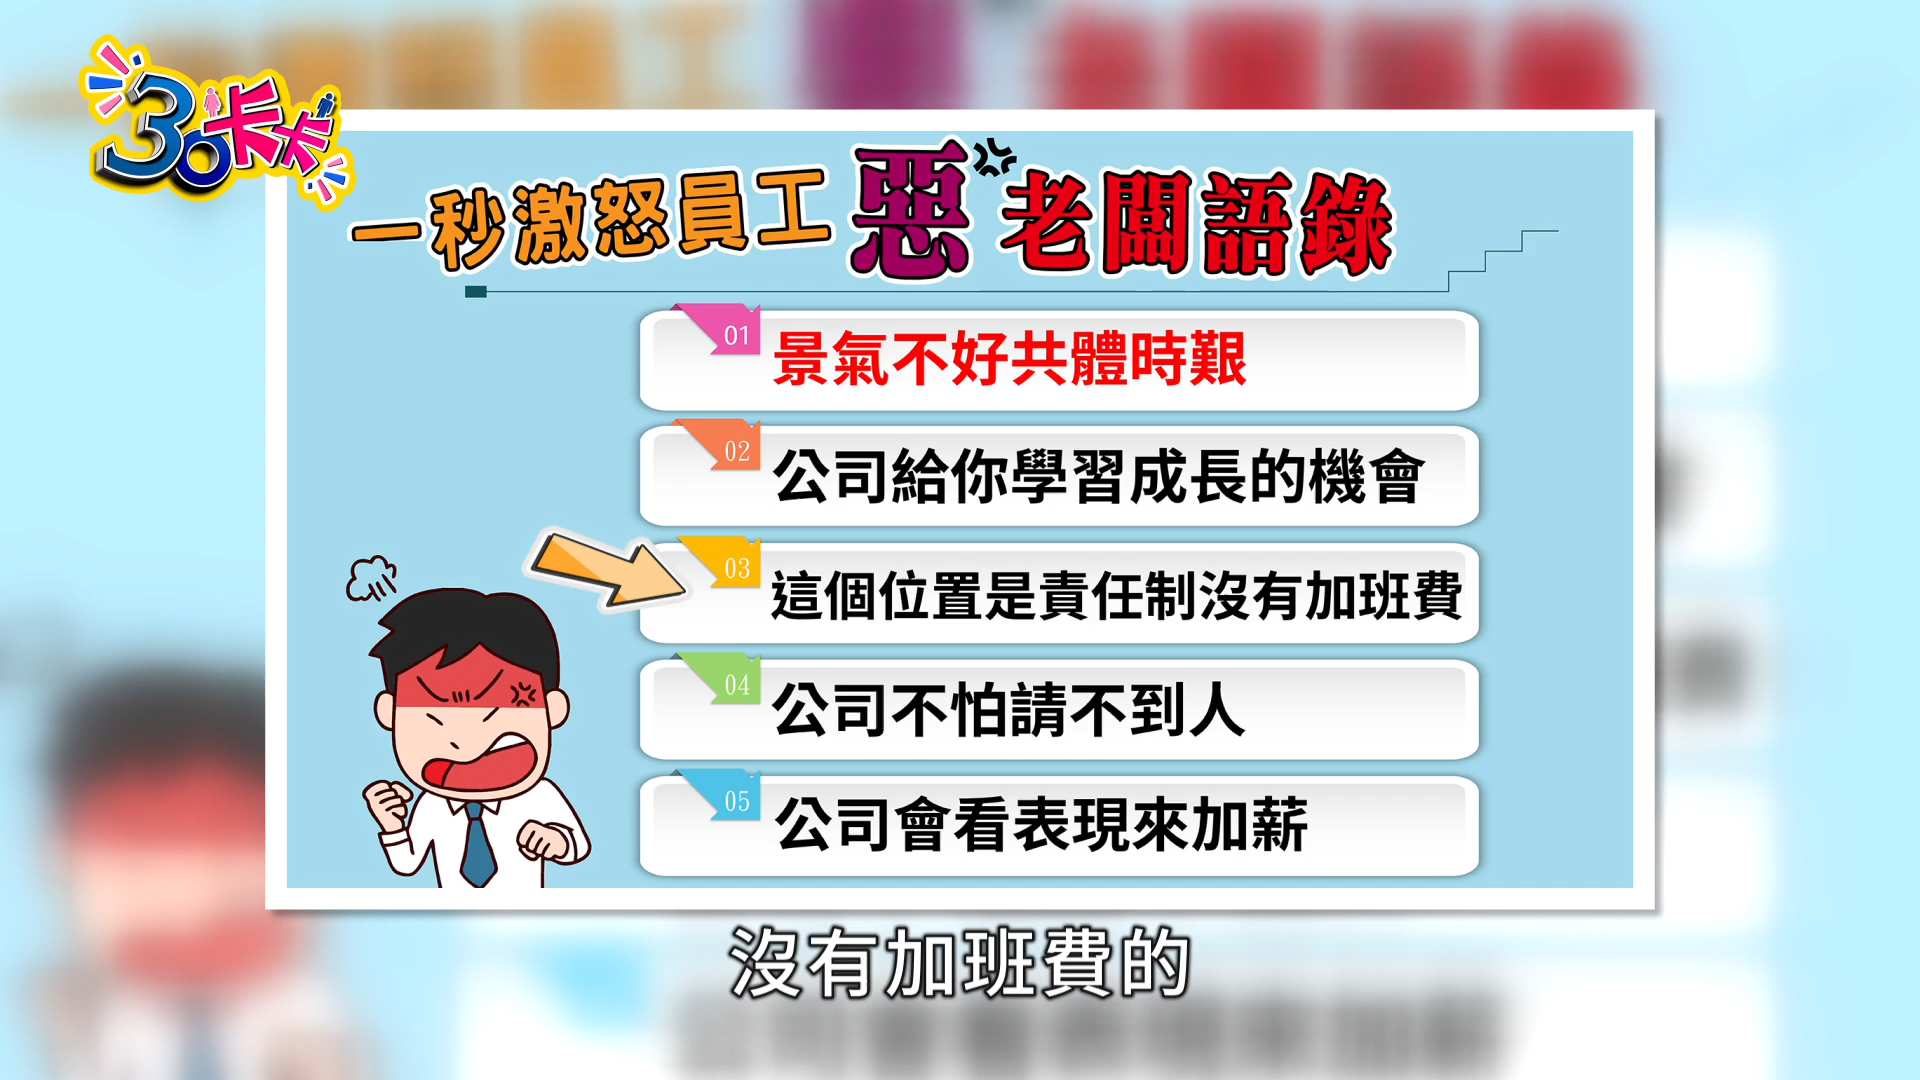 30卡卡
一秒激怒員工惡老闆語錄
01
景氣不好共體時艱
02
公司給你學習成長的機會
03
這個位置是責任制沒有加班費
04
公司不怕請不到人
05
公司會看表現來加薪
沒有加班費的